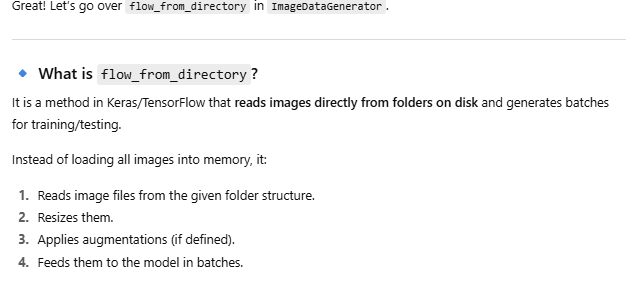 Great! Let's go over flow_from_directory in ImageDataGenerator.
What is flow_from_directory?
It is a method in Keras/TensorFlow that reads images directly from folders on disk and generates batches
for training/testing.
Instead of loading all images into memory, it:
1. Reads image files from the given folder structure.
2. Resizes them.
3. Applies augmentations (if defined).
4. Feeds them to the model in batches.